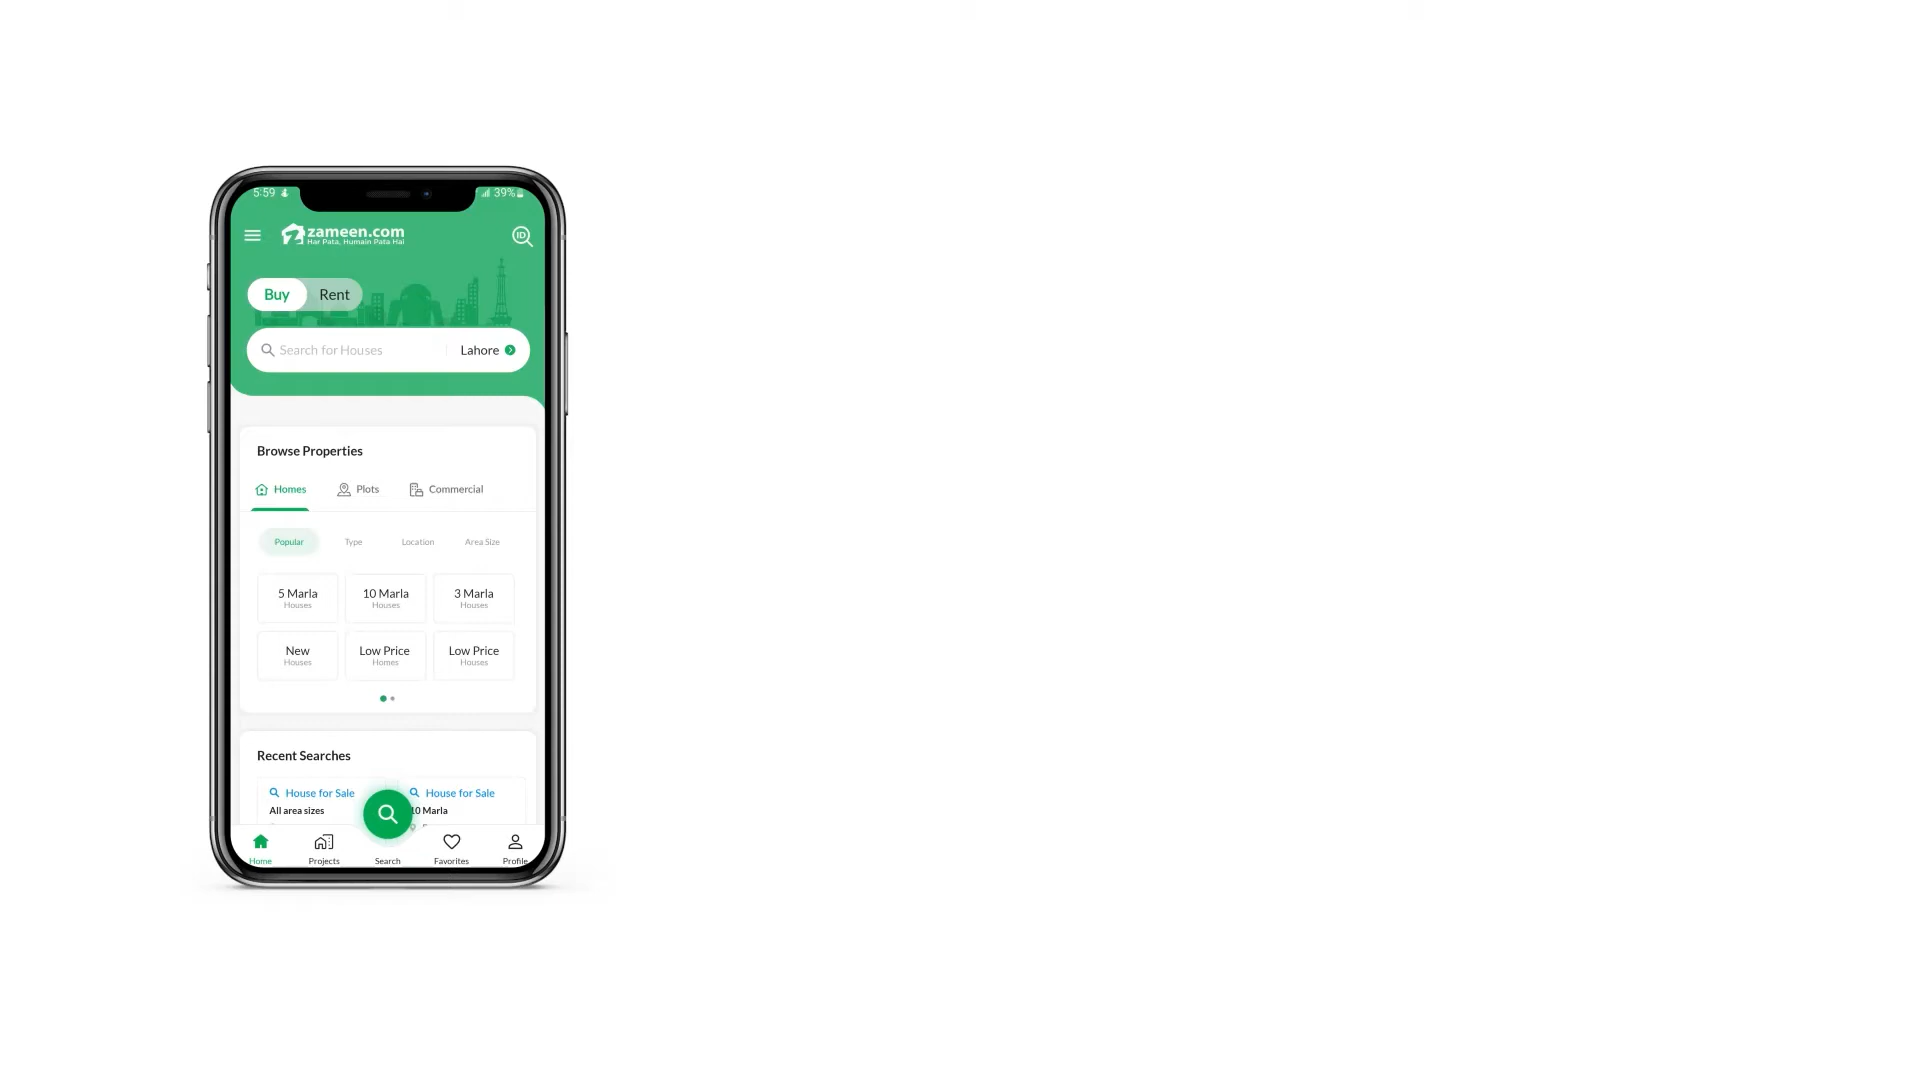 5:59
39%
zameen.com
Har Pata, Humain Pata Hai
ID
Buy Rent
Search for Houses Lahore
Browse Properties
Homes Plots Commercial
Popular Type Location Area Size
5 Marla 10 Marla 3 Marla
Houses Houses Houses
New Low Price Low Price
Houses Homes Houses
Recent Searches
House for Sale House for Sale
All area sizes 10 Marla
Home Projects Search Favorites Profile